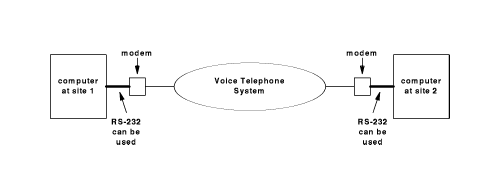 modem
modem
computer
at site 1
Voice Telephone
System
computer
at site 2
RS-232
can be
used
RS-232
can be
used